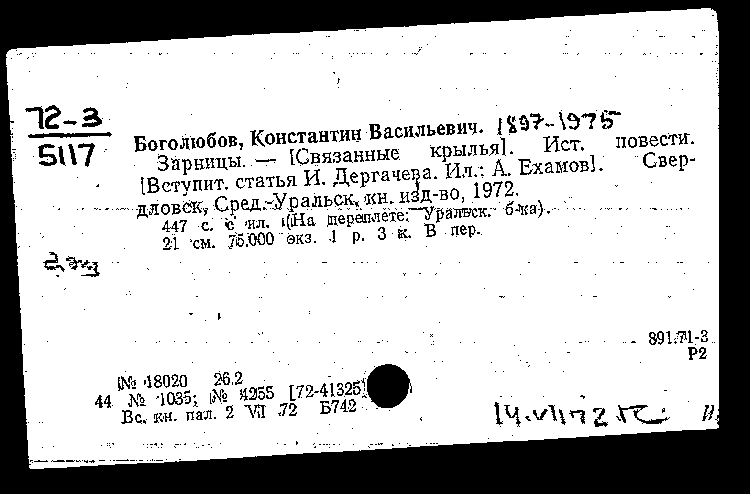 72-3
5117
Боголюбов, Константин Васильевич. 1897-1975
Зарницы. — [Связанные крылья]. Ист. повести.
[Вступит. статья И. Дергачева. Ил.: А. Ехамов]. Свер-
дловск, Сред.-Уральск. кн. изд-во, 1972.
447 с. с ил. (На переплете: Уральск. б-ка).
21 см. 75.000 экз. 1 р. 3 к. В пер.
2 экз
891.71-3
Р2
№ 18020 26.2
44 № 1035; № 4255 [72-41325]
Вс. кн. пал. 2 VII 72 Б742
14.VII 72